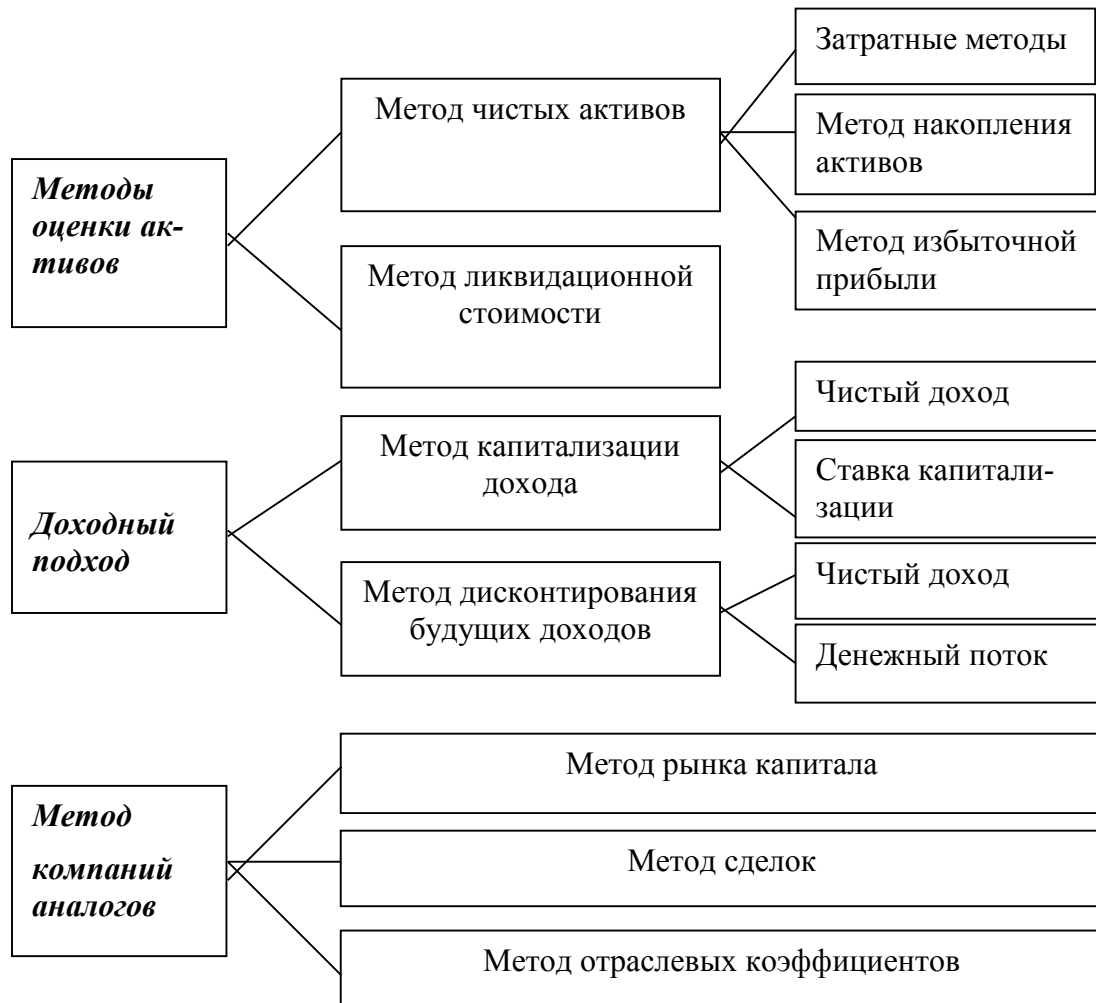 Затратные методы
Метод чистых активов
Метод накопления
активов
Методы
оценки ак-
тивов
Метод избыточной
прибыли
Метод ликвидационной
стоимости
Чистый доход
Метод капитализации
дохода
Ставка капитали-
зации
Доходный
подход
Чистый доход
Метод дисконтирования
будущих доходов
Денежный поток
Метод рынка капитала
Метод
компаний
аналогов
Метод сделок
Метод отраслевых коэффициентов